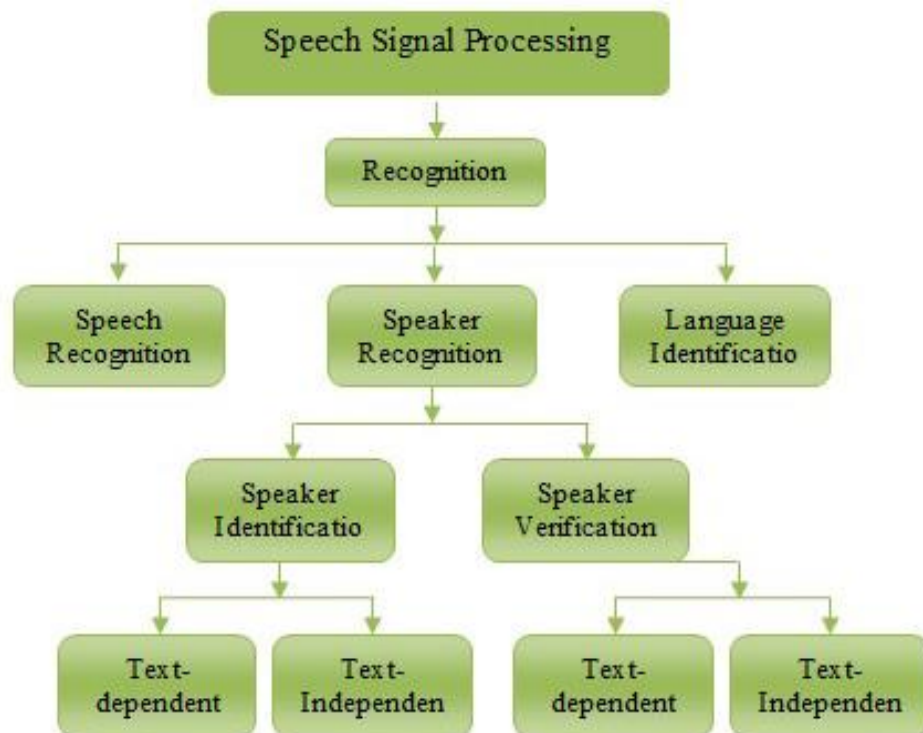 Speech Signal Processing
Recognition
Speech
Recognition
Speaker
Recognition
Language
Identificatio
Speaker
Identificatio
Speaker
Verification
Text-
dependent
Text-
Independen
Text-
dependent
Text-
Independen